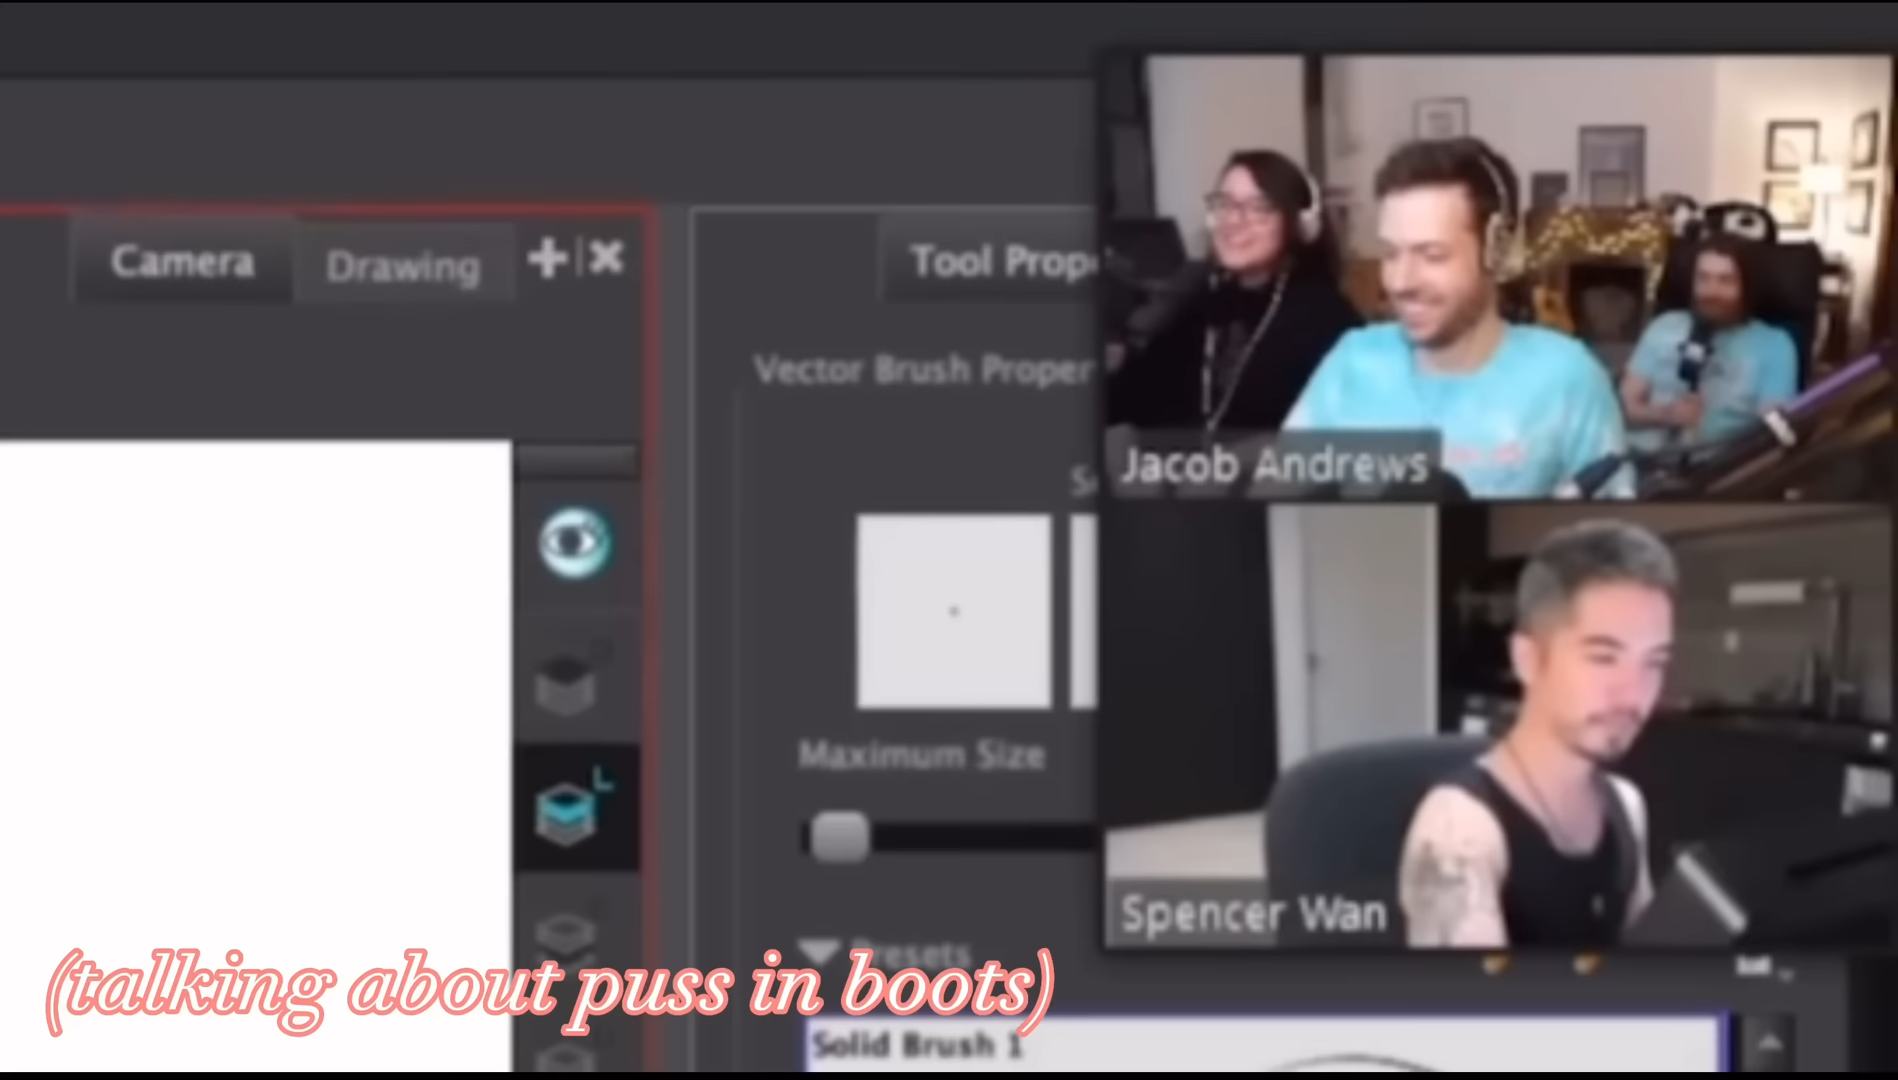 Camera
Drawing
Tool Prop
Vector Brush Proper
Jacob Andrews
Maximum Size
Spencer Wan
Presets
(talking about puss in boots)
Solid Brush 1